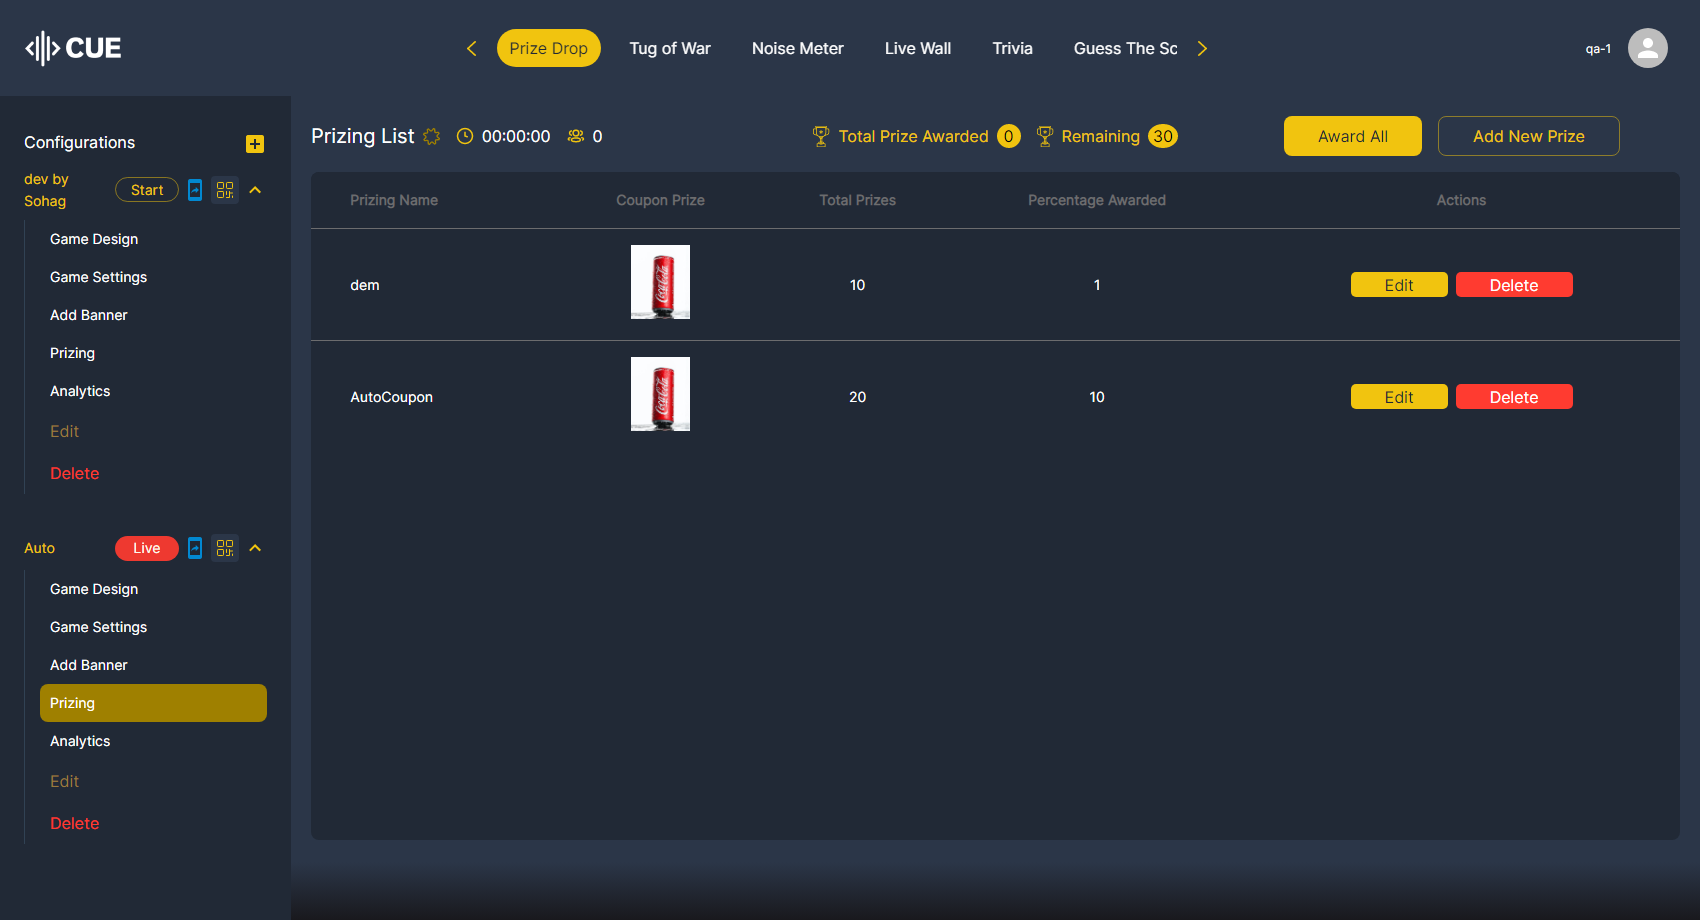 CUE
Prize Drop
Tug of War
Noise Meter
Live Wall
Trivia
Guess The Sc
qa-1
Configurations
dev by
Sohag
Start
Game Design
Game Settings
Add Banner
Prizing
Analytics
Edit
Delete
Auto
Live
Game Design
Game Settings
Add Banner
Prizing
Analytics
Edit
Delete
Prizing List
00:00:00
0
Total Prize Awarded 0
Remaining 30
Award All
Add New Prize
Prizing Name
Coupon Prize
Total Prizes
Percentage Awarded
Actions
dem
Coca-Cola
10
1
Edit
Delete
AutoCoupon
Coca-Cola
20
10
Edit
Delete